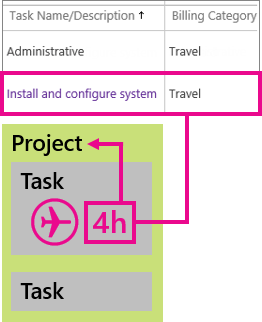 Task Name/Description ↑ Billing Category
Administrative Travel
Install and configure system Travel
Project
Task
4h
Task